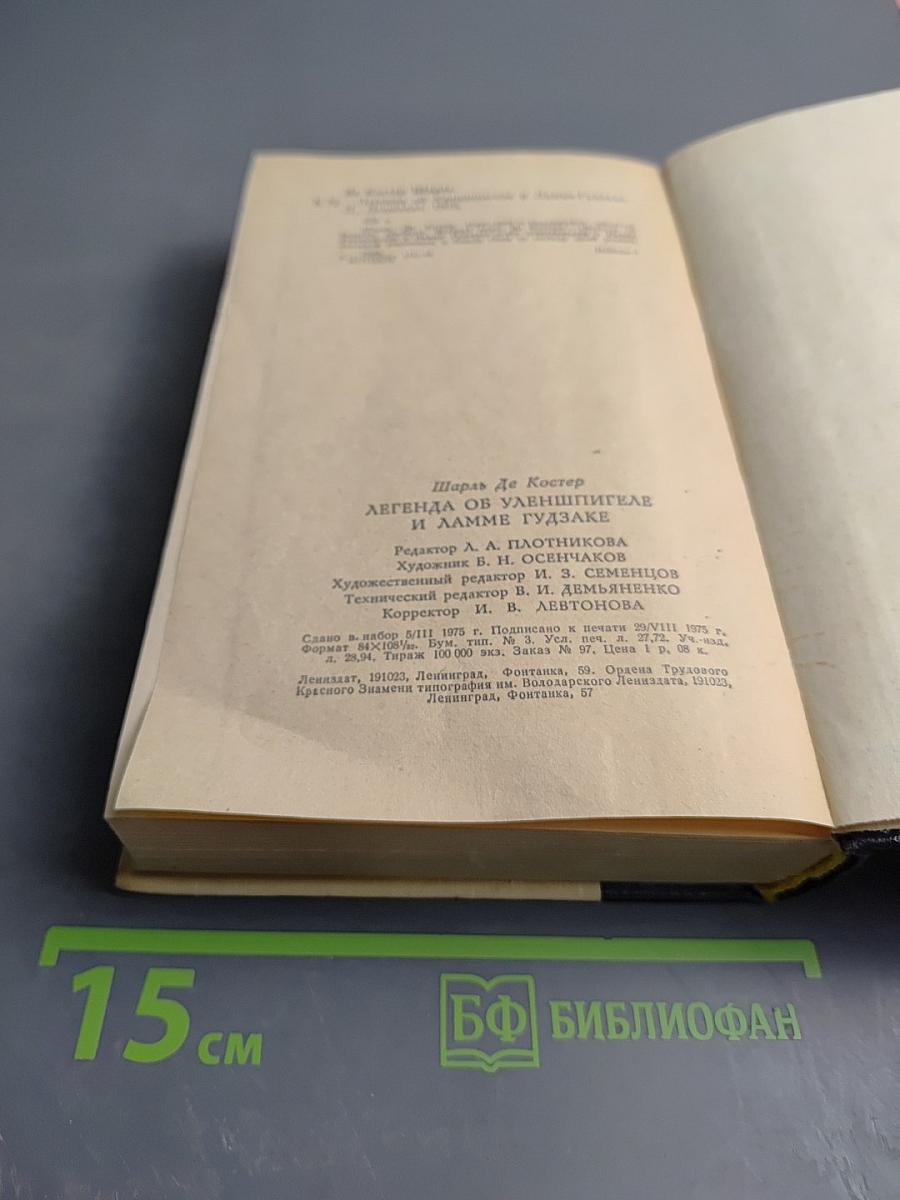 Шарль Де Костер
ЛЕГЕНДА ОБ УЛЕНШПИГЕЛЕ
И ЛАММЕ ГУДЗАКЕ
Редактор Л. А. ПЛОТНИКОВА
Художник Б. Н. ОСЕНЧАКОВ
Художественный редактор И. З. СЕМЕНЦОВ
Технический редактор В. И. ДЕМЬЯНЕНКО
Корректор И. В. ЛЕВТОНОВА
Сдано в набор 5/III 1975 г. Подписано к печати 29/VIII 1975 г.
Формат 84×108¹/₃₂. Бум. тип. № 3. Усл. печ. л. 27,72. Уч.-изд.
л. 28,94. Тираж 100 000 экз. Заказ № 97. Цена 1 р. 08 к.
Лениздат, 191023, Ленинград, Фонтанка, 59. Ордена Трудового
Красного Знамени типография им. Володарского Лениздата, 191023,
Ленинград, Фонтанка, 57
15 см
БФ БИБЛИОФАН